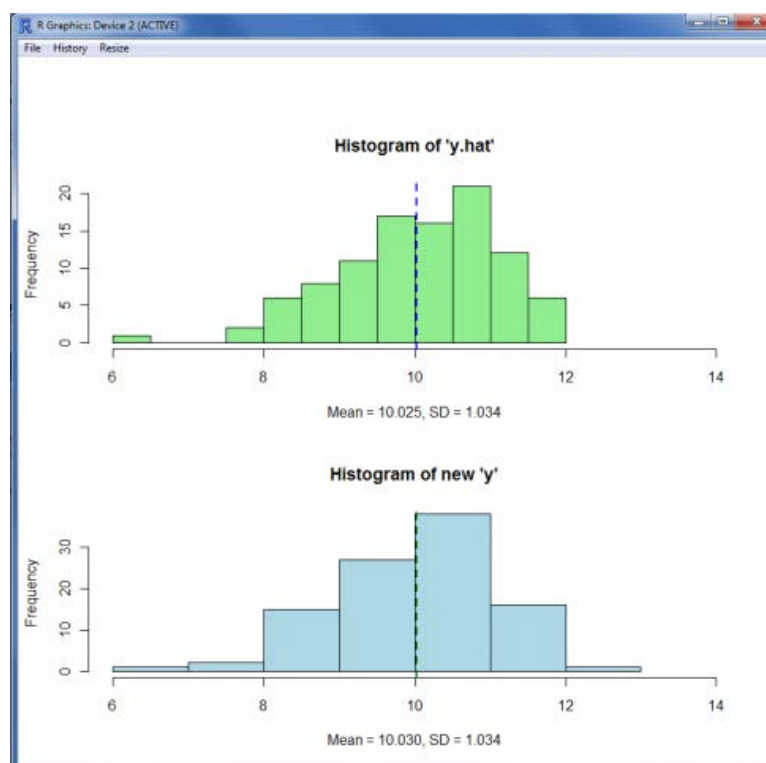 R Graphics: Device 2 (ACTIVE)
File History Resize
Histogram of 'y.hat'
Frequency
20
15
10
5
0
6 8 10 12 14
Mean = 10.025, SD = 1.034
Histogram of new 'y'
Frequency
30
20
10
0
6 8 10 12 14
Mean = 10.030, SD = 1.034